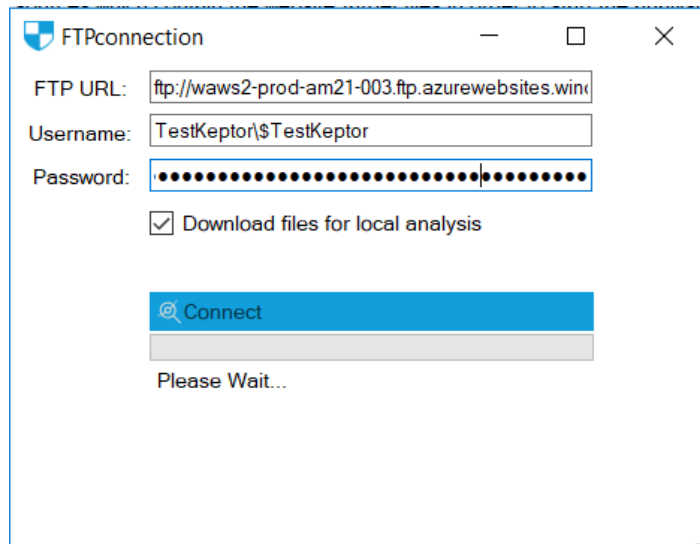 FTPconnection
FTP URL: ftp://waws2-prod-am21-003.ftp.azurewebsites.win
Username: TestKeptor\$TestKeptor
Password: ••••••••••••••••••••••••••••••••••••
Download files for local analysis
Connect
Please Wait...